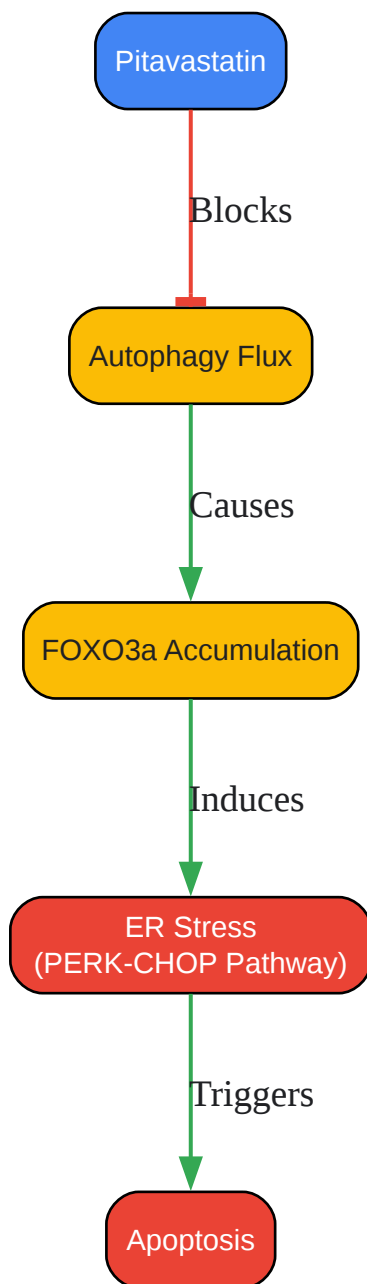 Pitavastatin
Blocks
Autophagy Flux
Causes
FOXO3a Accumulation
Induces
ER Stress
(PERK-CHOP Pathway)
Triggers
Apoptosis